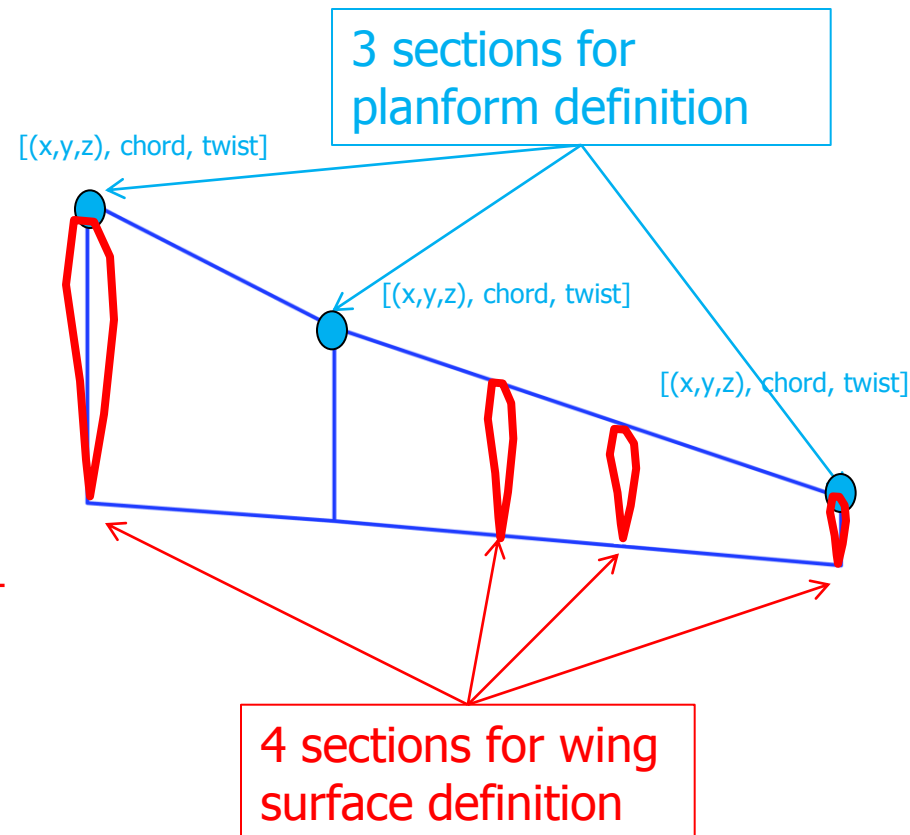 3 sections for
planform definition
[(x,y,z), chord, twist]
[(x,y,z), chord, twist]
[(x,y,z), chord, twist]
4 sections for wing
surface definition